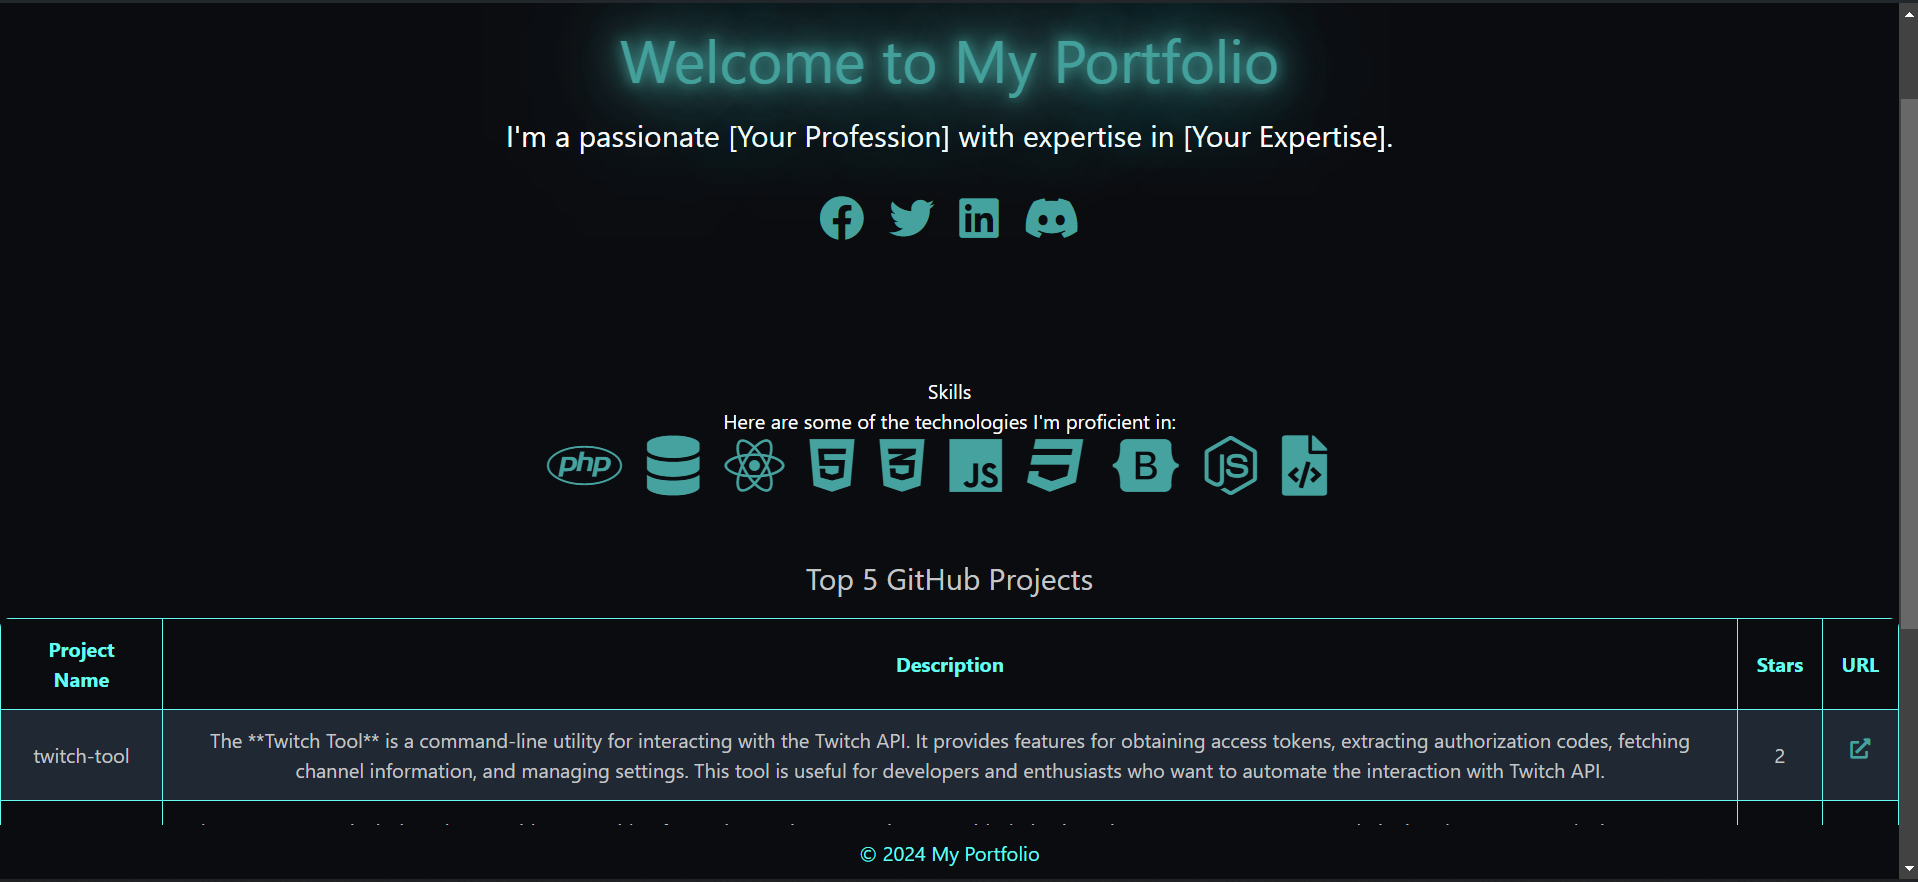 Welcome to My Portfolio
I'm a passionate [Your Profession] with expertise in [Your Expertise].
in
Skills
Here are some of the technologies I'm proficient in:
php 5 3 JS B JS </>
Top 5 GitHub Projects
Project Name Description Stars URL
twitch-tool
The **Twitch Tool** is a command-line utility for interacting with the Twitch API. It provides features for obtaining access tokens, extracting authorization codes, fetching
channel information, and managing settings. This tool is useful for developers and enthusiasts who want to automate the interaction with Twitch API.
2
© 2024 My Portfolio